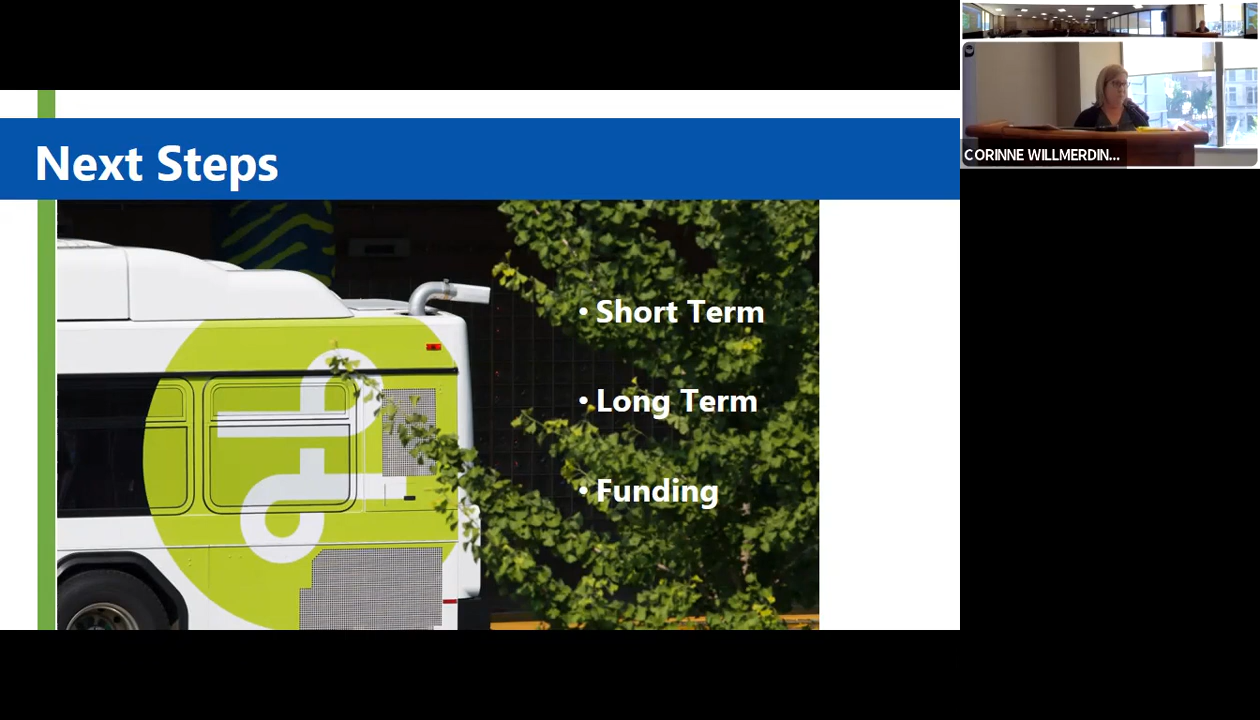 Next Steps
• Short Term
• Long Term
• Funding
CORINNE WILLMERDIN...